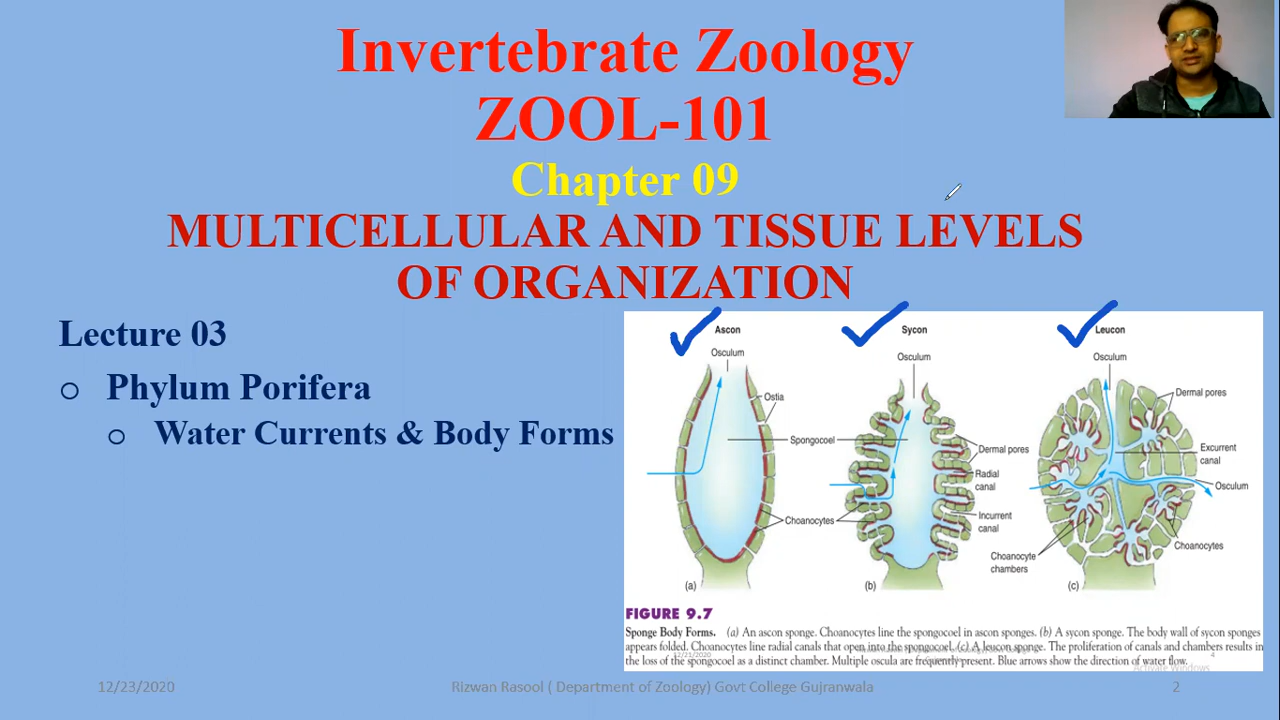 Invertebrate Zoology
ZOOL-101
Chapter 09
MULTICELLULAR AND TISSUE LEVELS
OF ORGANIZATION
Lecture 03
Phylum Porifera
Water Currents & Body Forms
Ascon
Osculum
Ostia
Spongocoel
Choanocytes
(a)
Sycon
Osculum
Dermal pores
Radial
canal
Incurrent
canal
(b)
Leucon
Osculum
Dermal pores
Excurrent
canal
Osculum
Choanocytes
Choanocyte
chambers
(c)
FIGURE 9.7
Sponge Body Forms. (a) An ascon sponge. Choanocytes line the spongocoel in ascon sponges. (b) A sycon sponge. The body wall of sycon sponges
appears folded. Choanocytes line radial canals that open into the spongocoel. (c) A leucon sponge. The proliferation of canals and chambers results in
the loss of the spongocoel as a distinct chamber. Multiple oscula are frequently present. Blue arrows show the direction of water flow.
12/21/2020
4
Activate Windows
12/23/2020
Rizwan Rasool ( Department of Zoology) Govt College Gujranwala
2